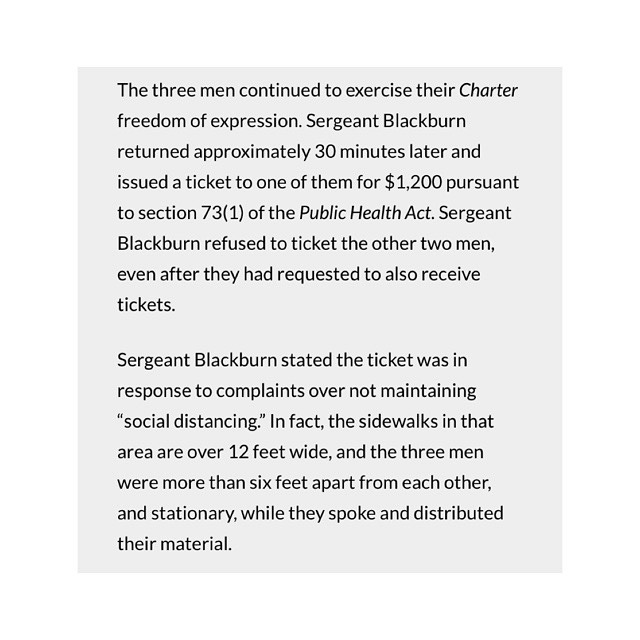 The three men continued to exercise their Charter
freedom of expression. Sergeant Blackburn
returned approximately 30 minutes later and
issued a ticket to one of them for $1,200 pursuant
to section 73(1) of the Public Health Act. Sergeant
Blackburn refused to ticket the other two men,
even after they had requested to also receive
tickets.
Sergeant Blackburn stated the ticket was in
response to complaints over not maintaining
“social distancing.” In fact, the sidewalks in that
area are over 12 feet wide, and the three men
were more than six feet apart from each other,
and stationary, while they spoke and distributed
their material.